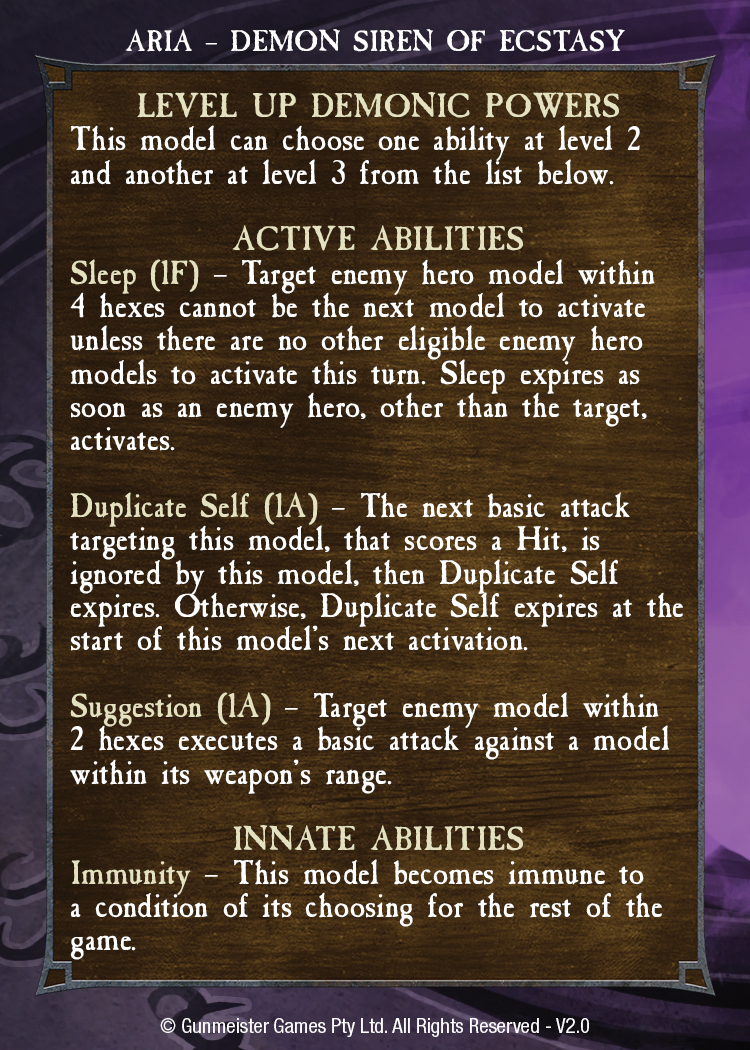 ARIA – DEMON SIREN OF ECSTASY
LEVEL UP DEMONIC POWERS
This model can choose one ability at level 2
and another at level 3 from the list below.
ACTIVE ABILITIES
Sleep (1F) – Target enemy hero model within
4 hexes cannot be the next model to activate
unless there are no other eligible enemy hero
models to activate this turn. Sleep expires as
soon as an enemy hero, other than the target,
activates.
Duplicate Self (1A) – The next basic attack
targeting this model, that scores a Hit, is
ignored by this model, then Duplicate Self
expires. Otherwise, Duplicate Self expires at the
start of this model's next activation.
Suggestion (1A) – Target enemy model within
2 hexes executes a basic attack against a model
within its weapon's range.
INNATE ABILITIES
Immunity – This model becomes immune to
a condition of its choosing for the rest of the
game.
© Gunmeister Games Pty Ltd. All Rights Reserved - V2.0